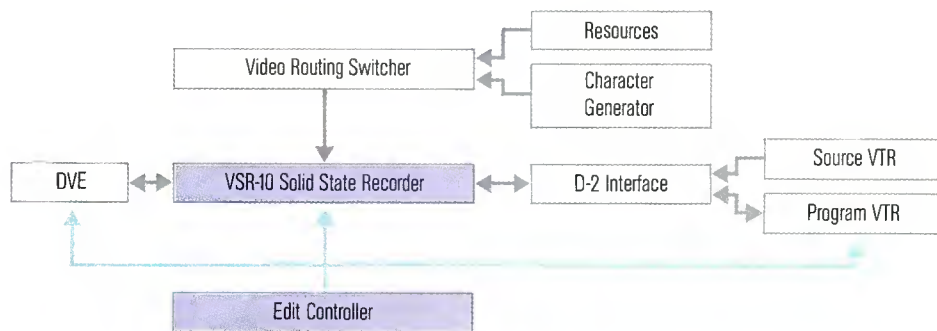 Resources
Video Routing Switcher
Character
Generator
Source VTR
DVE
VSR-10 Solid State Recorder
D-2 Interface
Program VTR
Edit Controller